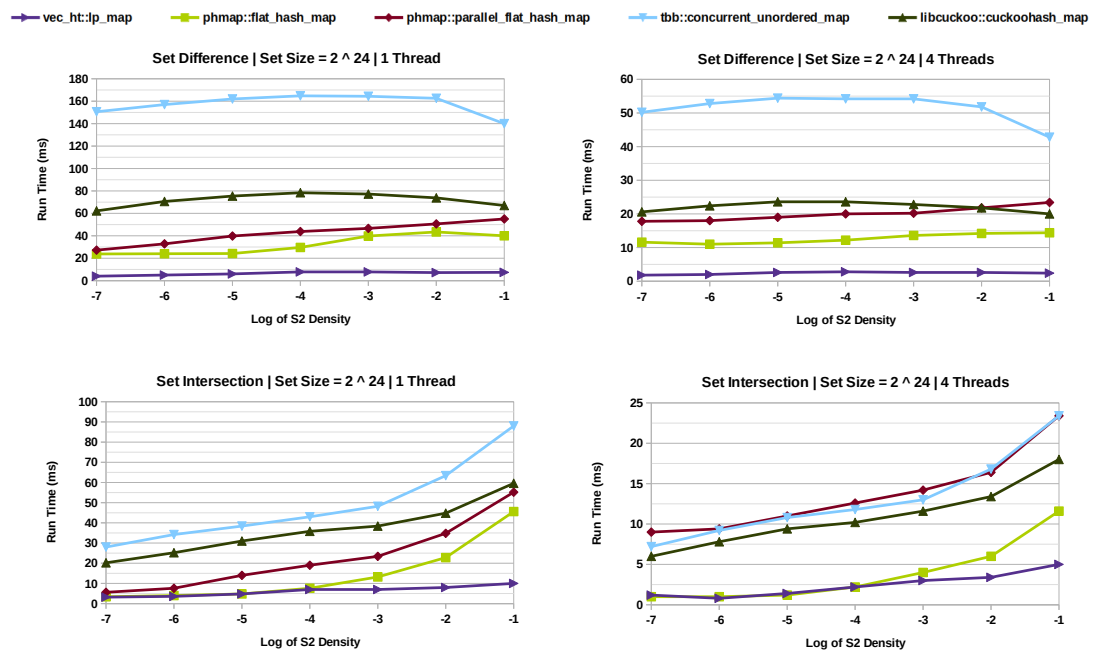 vec_ht::lp_map phmap::flat_hash_map phmap::parallel_flat_hash_map tbb::concurrent_unordered_map libcuckoo::cuckoohash_map
Set Difference | Set Size = 2 ^ 24 | 1 Thread
180
160
140
120
100
80
60
40
20
0
Run Time (ms)
-7 -6 -5 -4 -3 -2 -1
Log of S2 Density
Set Difference | Set Size = 2 ^ 24 | 4 Threads
60
50
40
30
20
10
0
Run Time (ms)
-7 -6 -5 -4 -3 -2 -1
Log of S2 Density
Set Intersection | Set Size = 2 ^ 24 | 1 Thread
100
90
80
70
60
50
40
30
20
10
0
Run Time (ms)
-7 -6 -5 -4 -3 -2 -1
Log of S2 Density
Set Intersection | Set Size = 2 ^ 24 | 4 Threads
25
20
15
10
5
0
Run Time (ms)
-7 -6 -5 -4 -3 -2 -1
Log of S2 Density